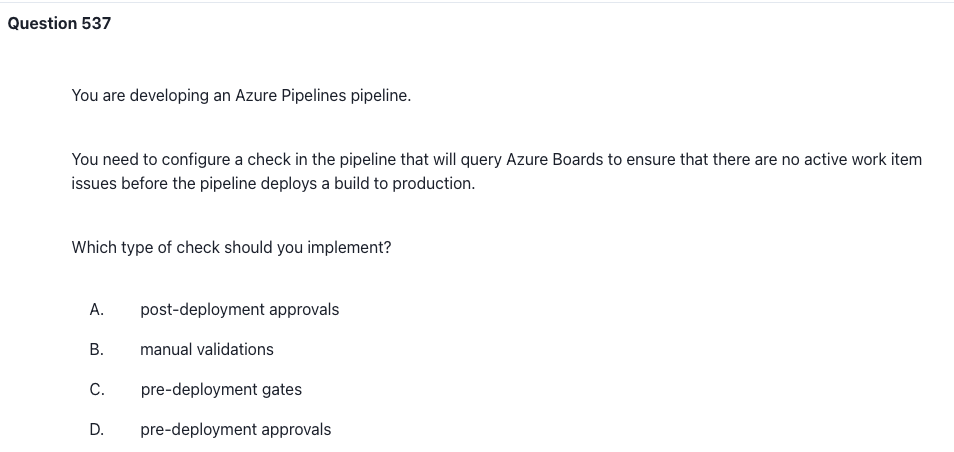 Question 537
You are developing an Azure Pipelines pipeline.
You need to configure a check in the pipeline that will query Azure Boards to ensure that there are no active work item
issues before the pipeline deploys a build to production.
Which type of check should you implement?
A. post-deployment approvals
B. manual validations
C. pre-deployment gates
D. pre-deployment approvals